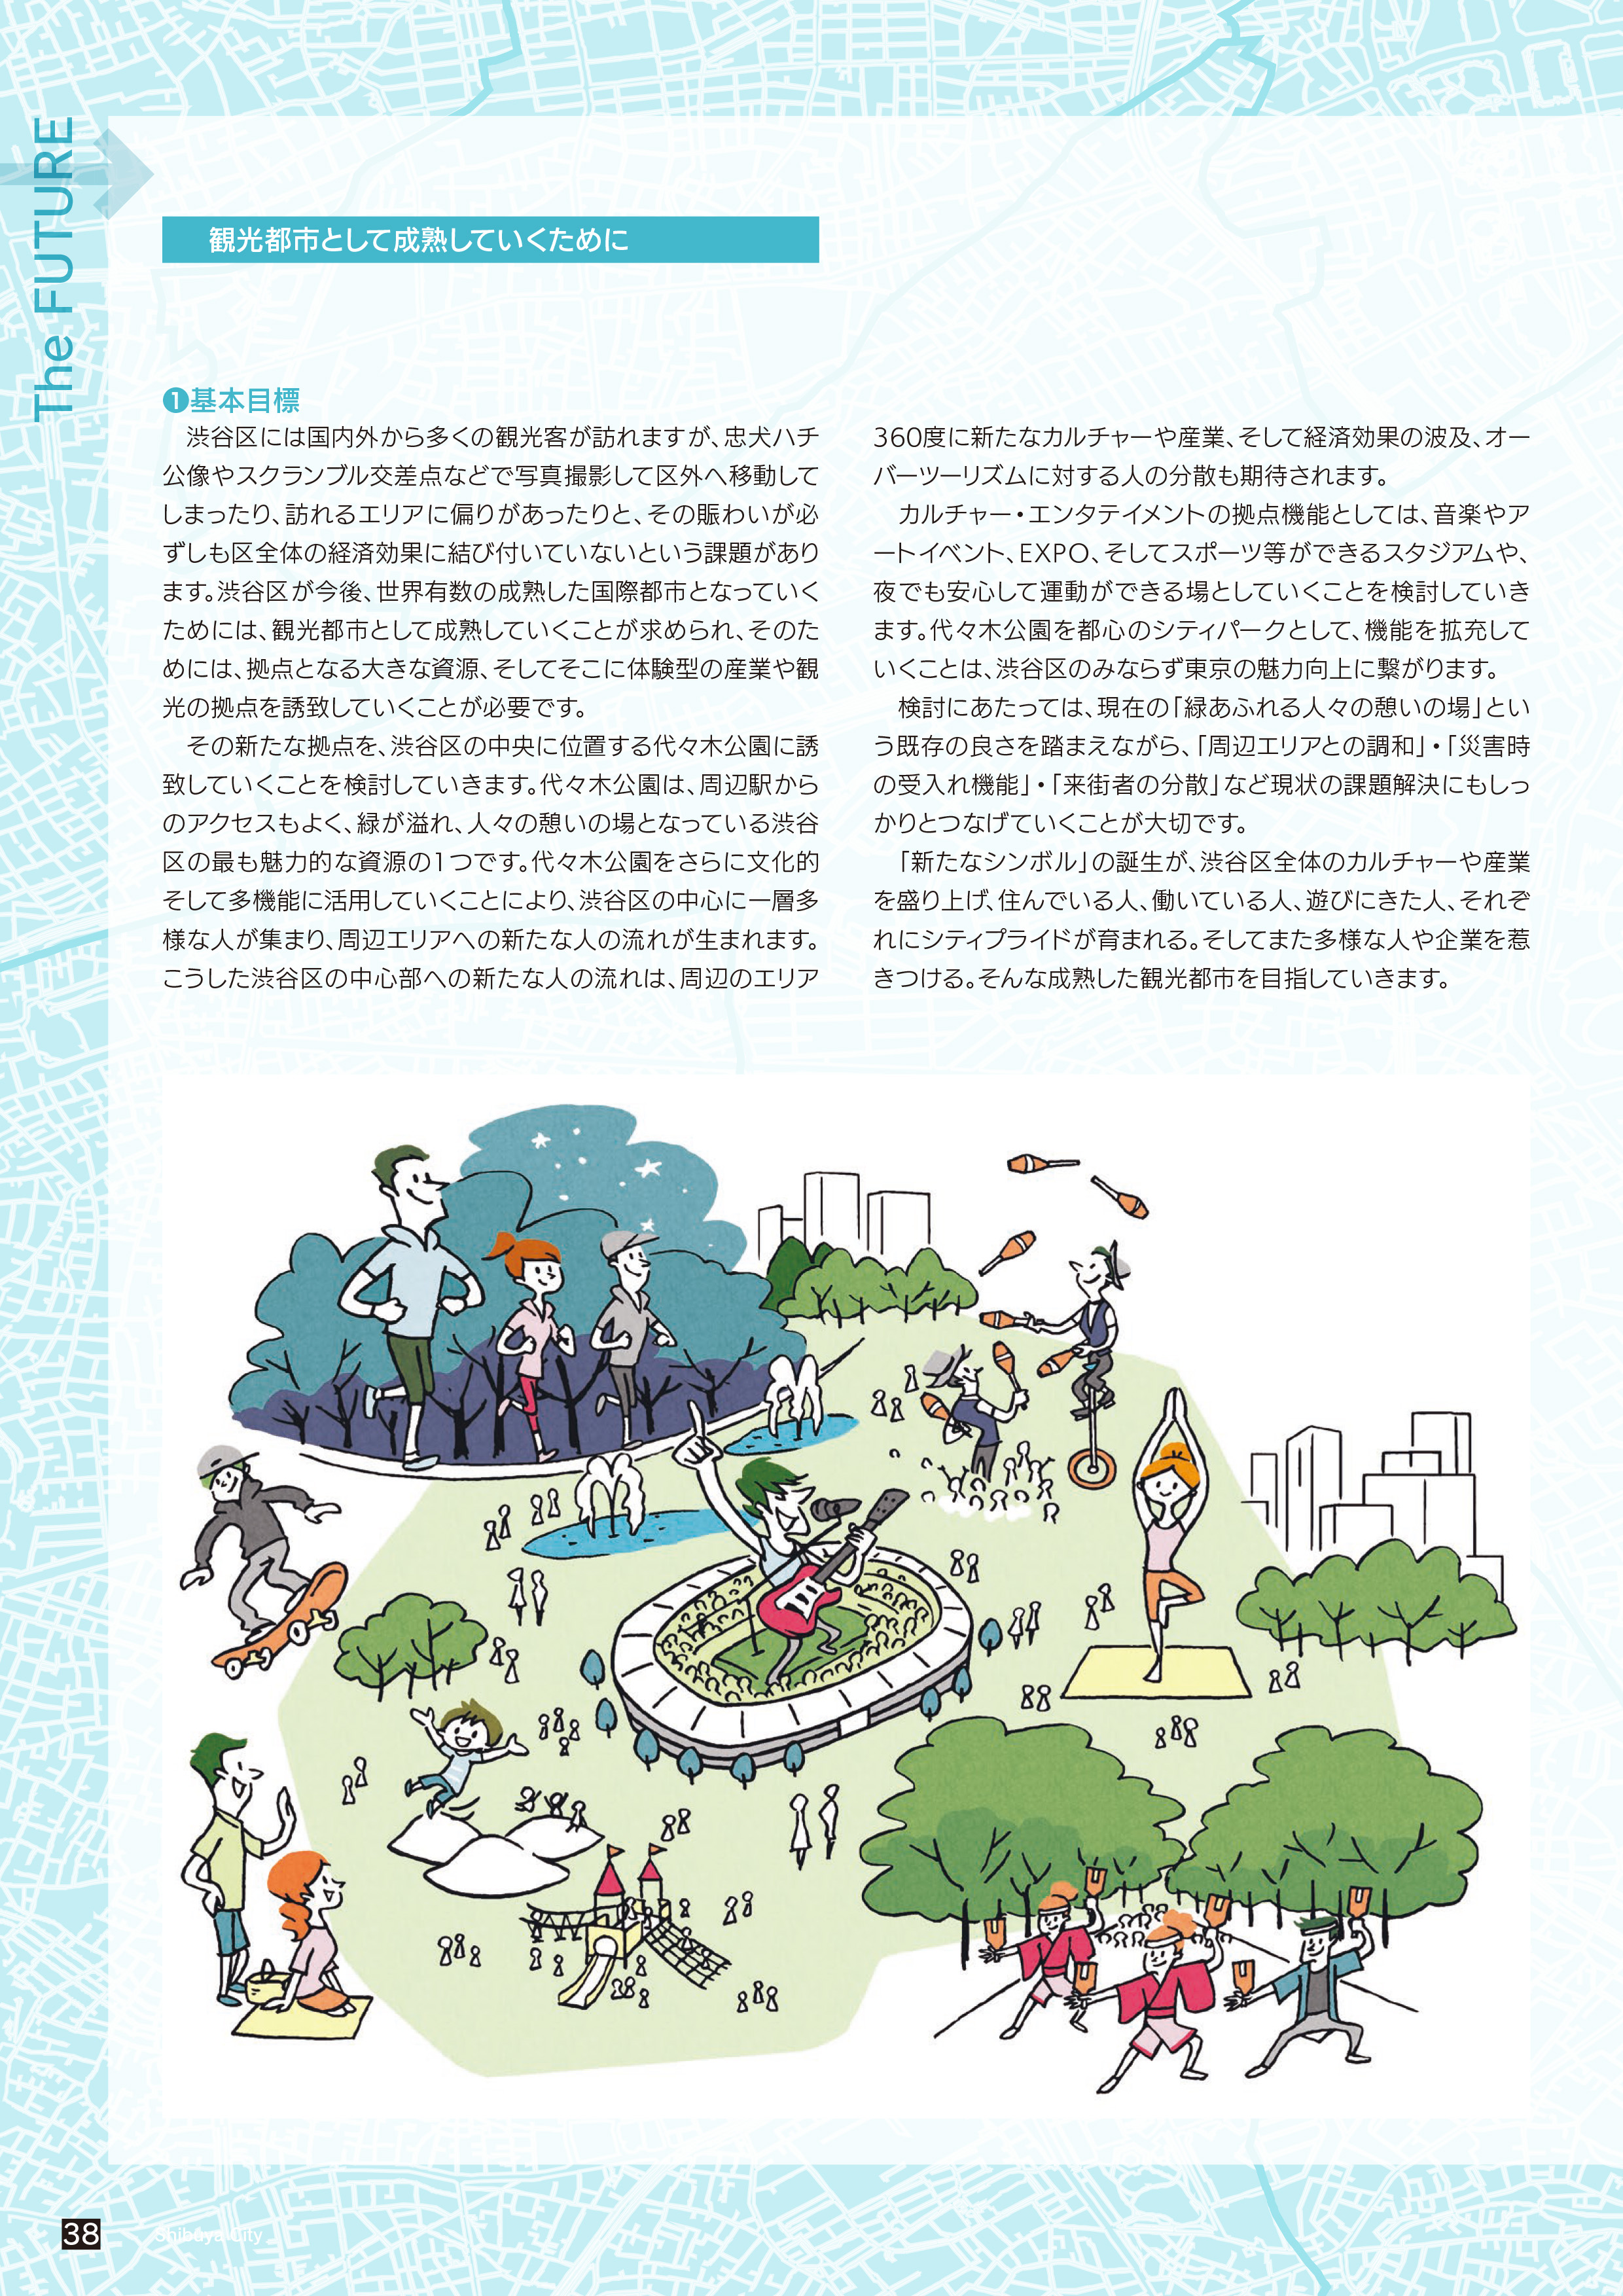 The FUTURE
観光都市として成熟していくために
❶基本目標
渋谷区には国内外から多くの観光客が訪れますが、忠犬ハチ
公像やスクランブル交差点などで写真撮影して区外へ移動して
しまったり、訪れるエリアに偏りがあったりと、その賑わいが必
ずしも区全体の経済効果に結び付いていないという課題があり
ます。渋谷区が今後、世界有数の成熟した国際都市となっていく
ためには、観光都市として成熟していくことが求められ、そのた
めには、拠点となる大きな資源、そしてそこに体験型の産業や観
光の拠点を誘致していくことが必要です。
その新たな拠点を、渋谷区の中央に位置する代々木公園に誘
致していくことを検討していきます。代々木公園は、周辺駅から
のアクセスもよく、緑が溢れ、人々の憩いの場となっている渋谷
区の最も魅力的な資源の1つです。代々木公園をさらに文化的
そして多機能に活用していくことにより、渋谷区の中心に一層多
様な人が集まり、周辺エリアへの新たな人の流れが生まれます。
こうした渋谷区の中心部への新たな人の流れは、周辺のエリア
360度に新たなカルチャーや産業、そして経済効果の波及、オー
バーツーリズムに対する人の分散も期待されます。
カルチャー・エンタテイメントの拠点機能としては、音楽やア
ートイベント、EXPO、そしてスポーツ等ができるスタジアムや、
夜でも安心して運動ができる場としていくことを検討していき
ます。代々木公園を都心のシティパークとして、機能を拡充して
いくことは、渋谷区のみならず東京の魅力向上に繋がります。
検討にあたっては、現在の「緑あふれる人々の憩いの場」とい
う既存の良さを踏まえながら、「周辺エリアとの調和」・「災害時
の受入れ機能」・「来街者の分散」など現状の課題解決にもしっ
かりとつなげていくことが大切です。
「新たなシンボル」の誕生が、渋谷区全体のカルチャーや産業
を盛り上げ、住んでいる人、働いている人、遊びにきた人、それぞ
れにシティプライドが育まれる。そしてまた多様な人や企業を惹
きつける。そんな成熟した観光都市を目指していきます。
38
Shibuya City